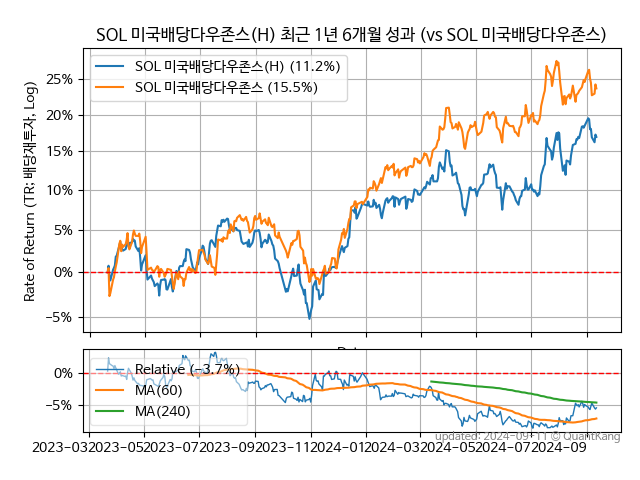 SOL 미국배당다우존스(H) 최근 1년 6개월 성과 (vs SOL 미국배당다우존스)
SOL 미국배당다우존스(H) (11.2%)
SOL 미국배당다우존스 (15.5%)
Rate of Return (TR: 배당재투자, Log)
25%
20%
15%
10%
5%
0%
−5%
Relative (−3.7%)
MA(60)
MA(240)
0%
−5%
2023-03
2023-05
2023-07
2023-09
2023-11
2024-01
2024-03
2024-05
2024-07
2024-09
updated: 2024-09-11 © QuantKang